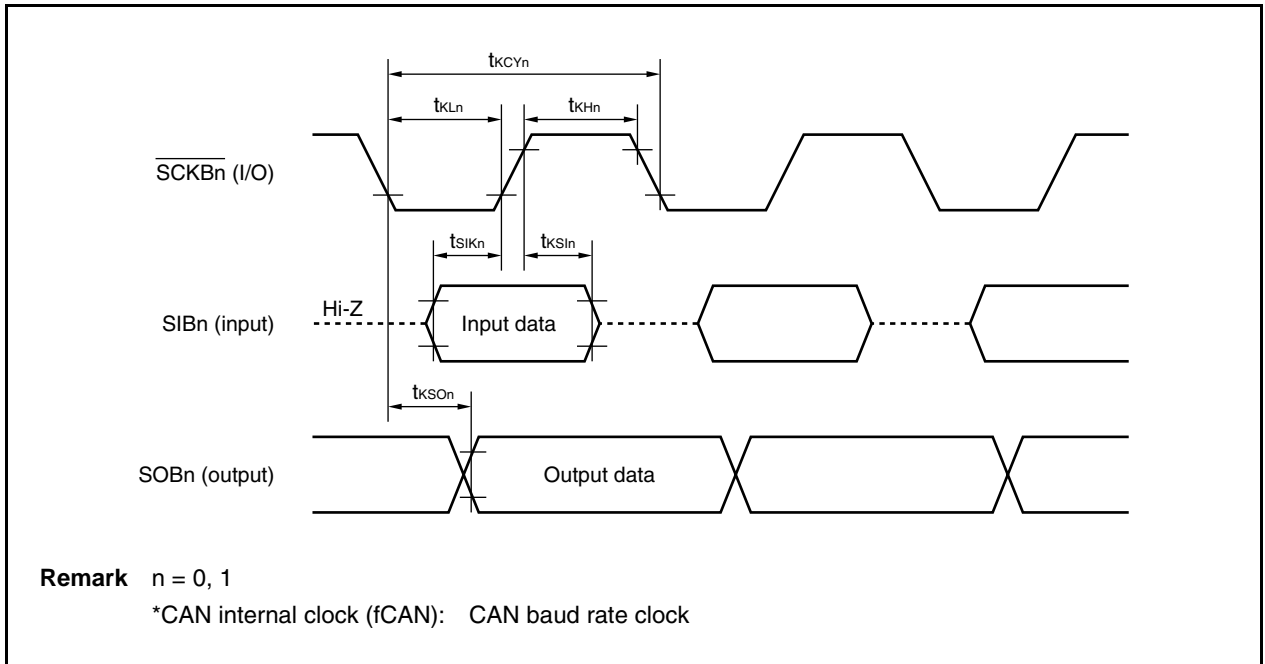 tKCYn
tKLn
tKHn
SCKBn (I/O)
tSIKn
tKSIn
Hi-Z
SIBn (input)
Input data
tKSOn
SOBn (output)
Output data
Remark n = 0, 1
*CAN internal clock (fCAN): CAN baud rate clock